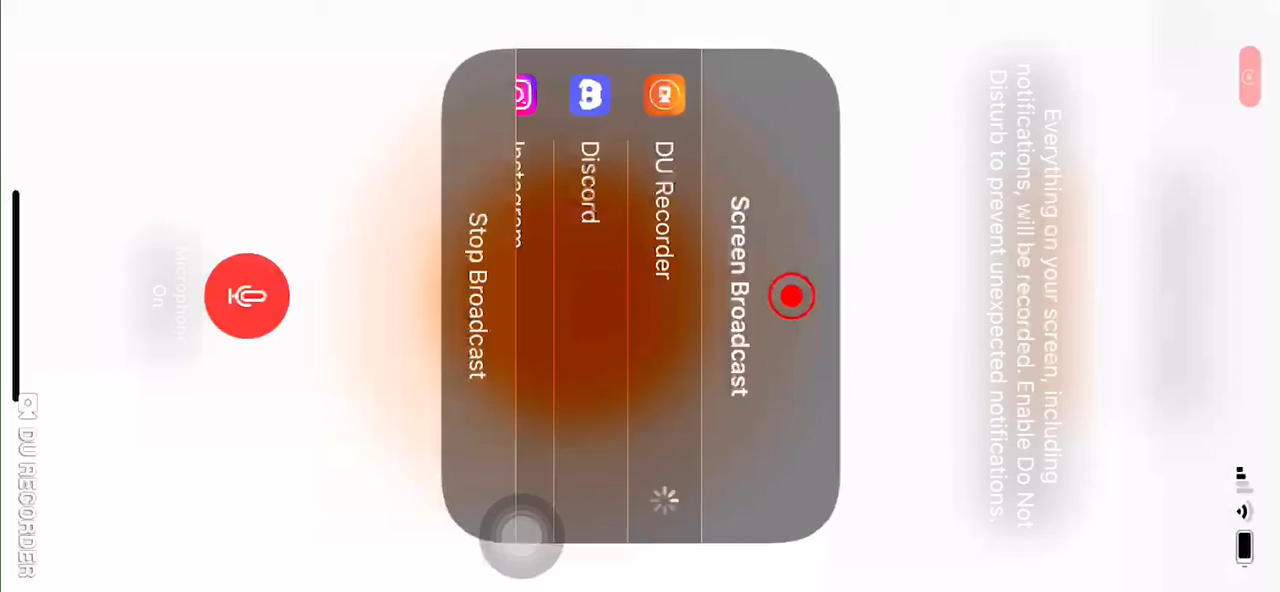 Everything on your screen, including
notifications, will be recorded. Enable Do Not
Disturb to prevent unexpected notifications.
Screen Broadcast
DU Recorder
Discord
Instagram
Stop Broadcast
Microphone
On
DU RECORDER